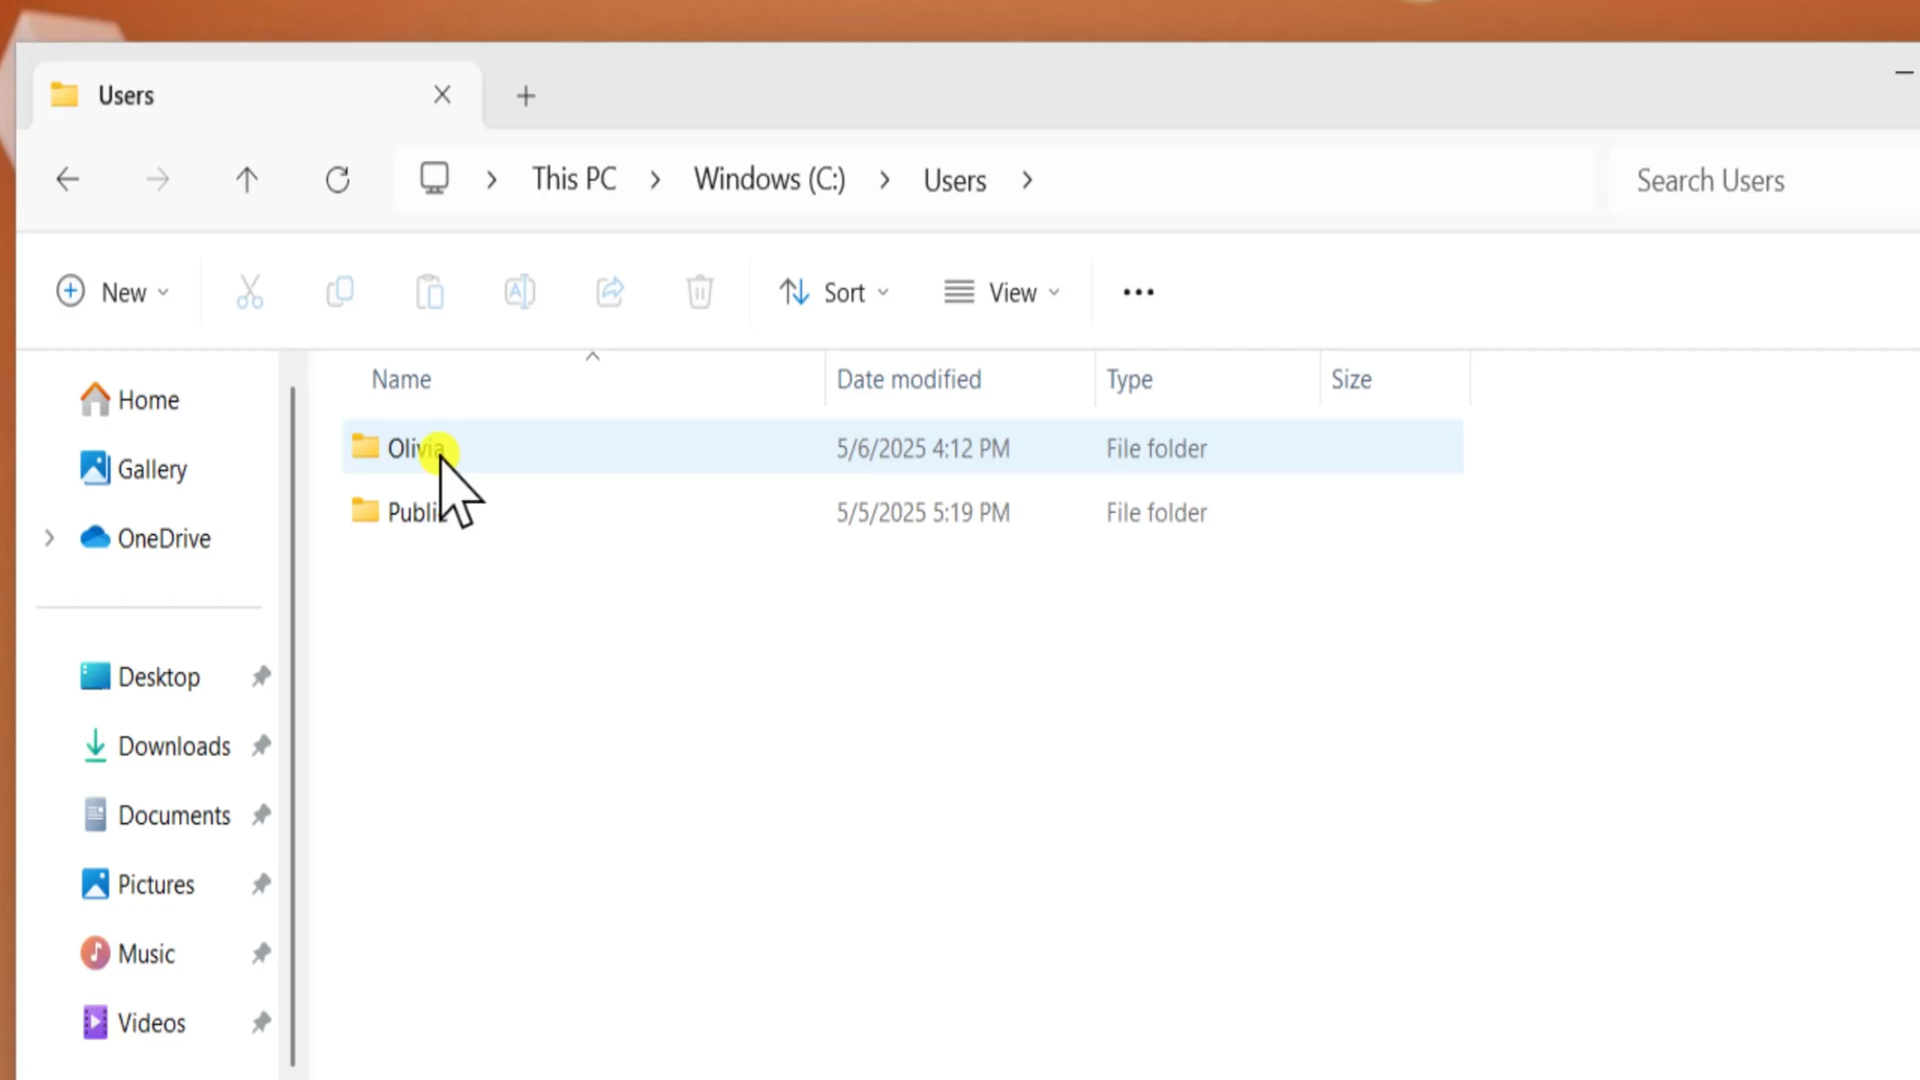 Users
This PC > Windows (C:) > Users >
Search Users
New
Sort
View
Name
Date modified
Type
Size
Olivia
5/6/2025 4:12 PM
File folder
Public
5/5/2025 5:19 PM
File folder
Home
Gallery
OneDrive
Desktop
Downloads
Documents
Pictures
Music
Videos